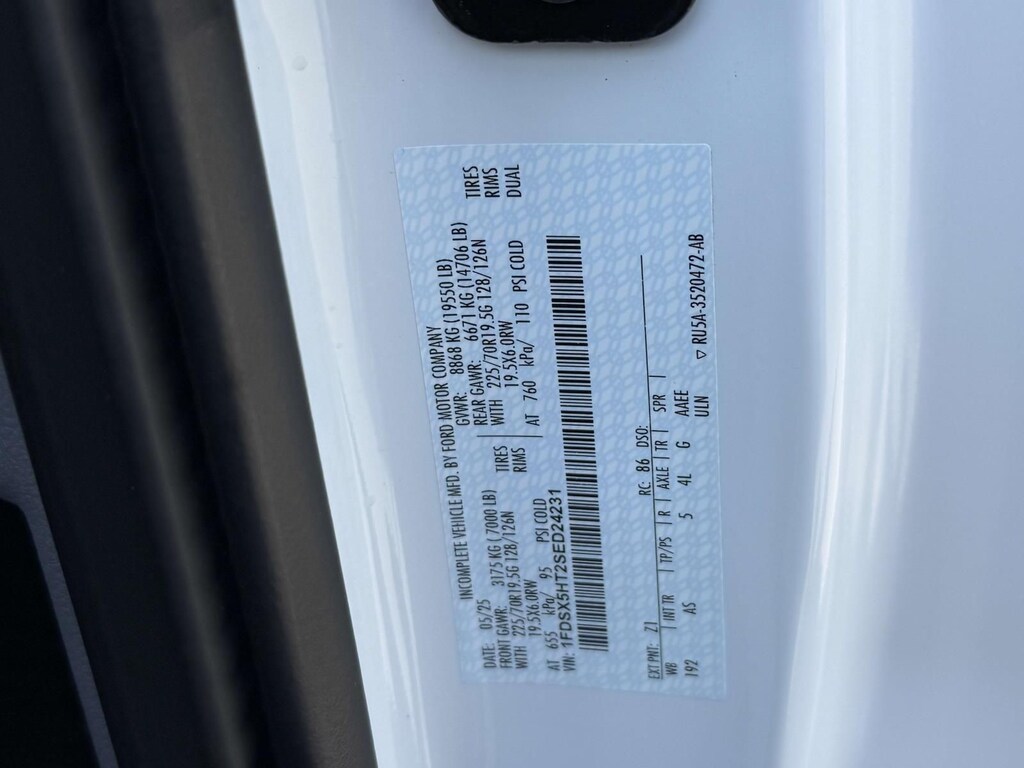 INCOMPLETE VEHICLE MFD. BY FORD MOTOR COMPANY
DATE: 05/25 GVWR: 8868 KG (19550 LB)
FRONT GAWR: 3175 KG (7000 LB) REAR GAWR: 6671 KG (14706 LB)
WITH 225/70R19.5G 128/126N TIRES WITH 225/70R19.5G 128/126N TIRES
19.5X6.0RW RIMS 19.5X6.0RW RIMS
AT 655 kPa/ 95 PSI COLD AT 760 kPa/ 110 PSI COLD DUAL
VIN: 1FDSX5HT2SED24231
EXT PNT: Z1 RC: 86 DSO:
WB | INT TR | TP/PS | R | AXLE | TR | SPR |
192 AS 5 4L G AAEE
ULN ▽ RU5A-3520472-AB